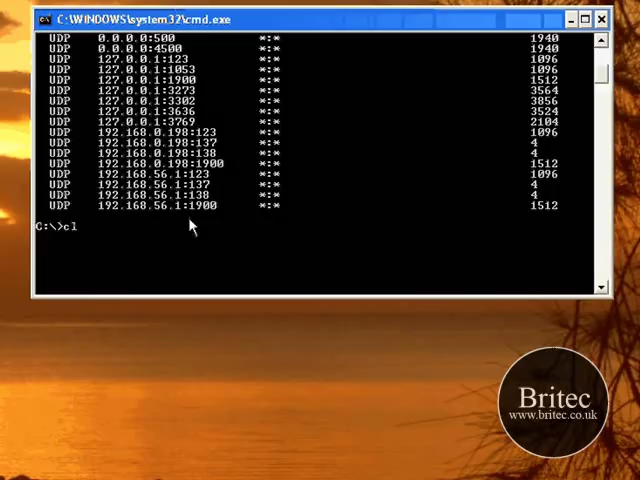 C:\WINDOWS\system32\cmd.exe
UDP 0.0.0.0:500 *:* 1940
UDP 0.0.0.0:4500 *:* 1940
UDP 127.0.0.1:123 *:* 1096
UDP 127.0.0.1:1053 *:* 1096
UDP 127.0.0.1:1900 *:* 1512
UDP 127.0.0.1:3273 *:* 3564
UDP 127.0.0.1:3302 *:* 3856
UDP 127.0.0.1:3636 *:* 3524
UDP 127.0.0.1:3769 *:* 2104
UDP 192.168.0.198:123 *:* 1096
UDP 192.168.0.198:137 *:* 4
UDP 192.168.0.198:138 *:* 4
UDP 192.168.0.198:1900 *:* 1512
UDP 192.168.56.1:123 *:* 1096
UDP 192.168.56.1:137 *:* 4
UDP 192.168.56.1:138 *:* 4
UDP 192.168.56.1:1900 *:* 1512
C:\>cl
Britec
www.britec.co.uk